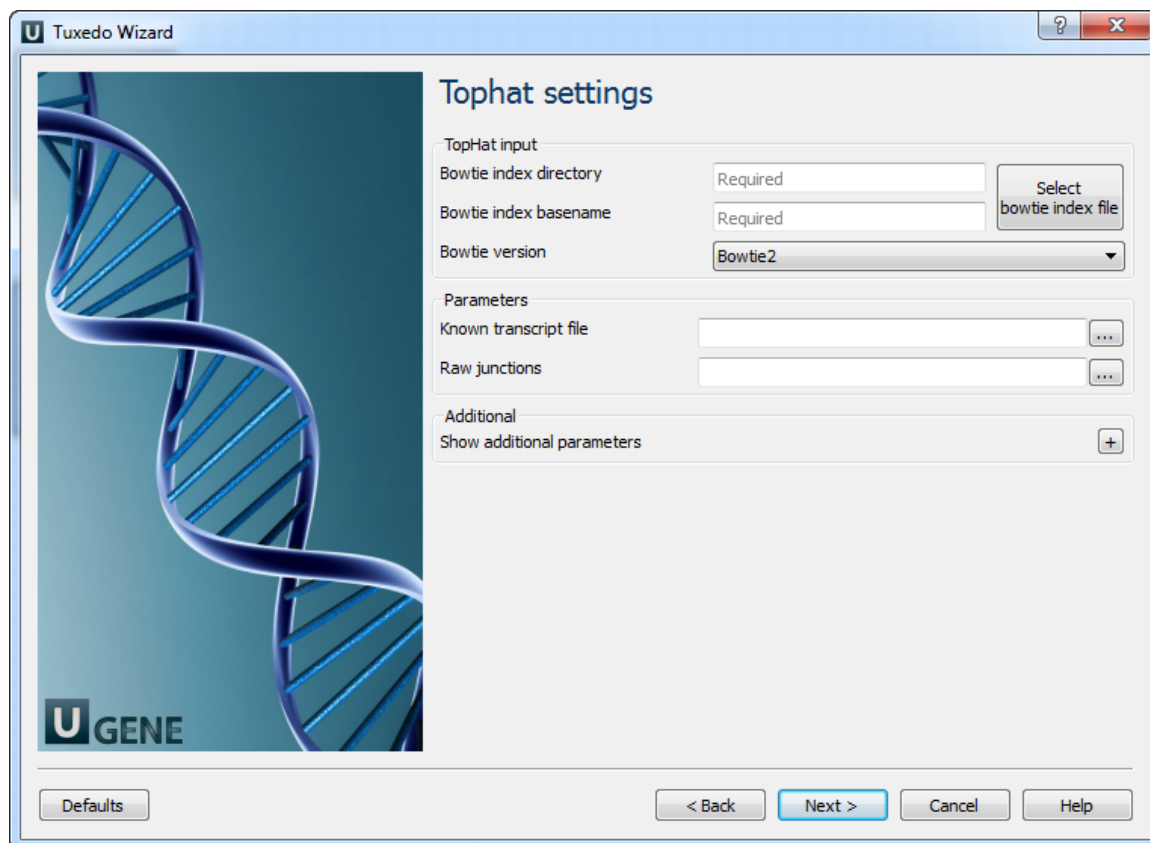 U Tuxedo Wizard
? X
Tophat settings
TopHat input
Bowtie index directory
Required
Select
bowtie index file
Bowtie index basename
Required
Bowtie version
Bowtie2
Parameters
Known transcript file
...
Raw junctions
...
Additional
Show additional parameters
+
U GENE
Defaults
< Back
Next >
Cancel
Help